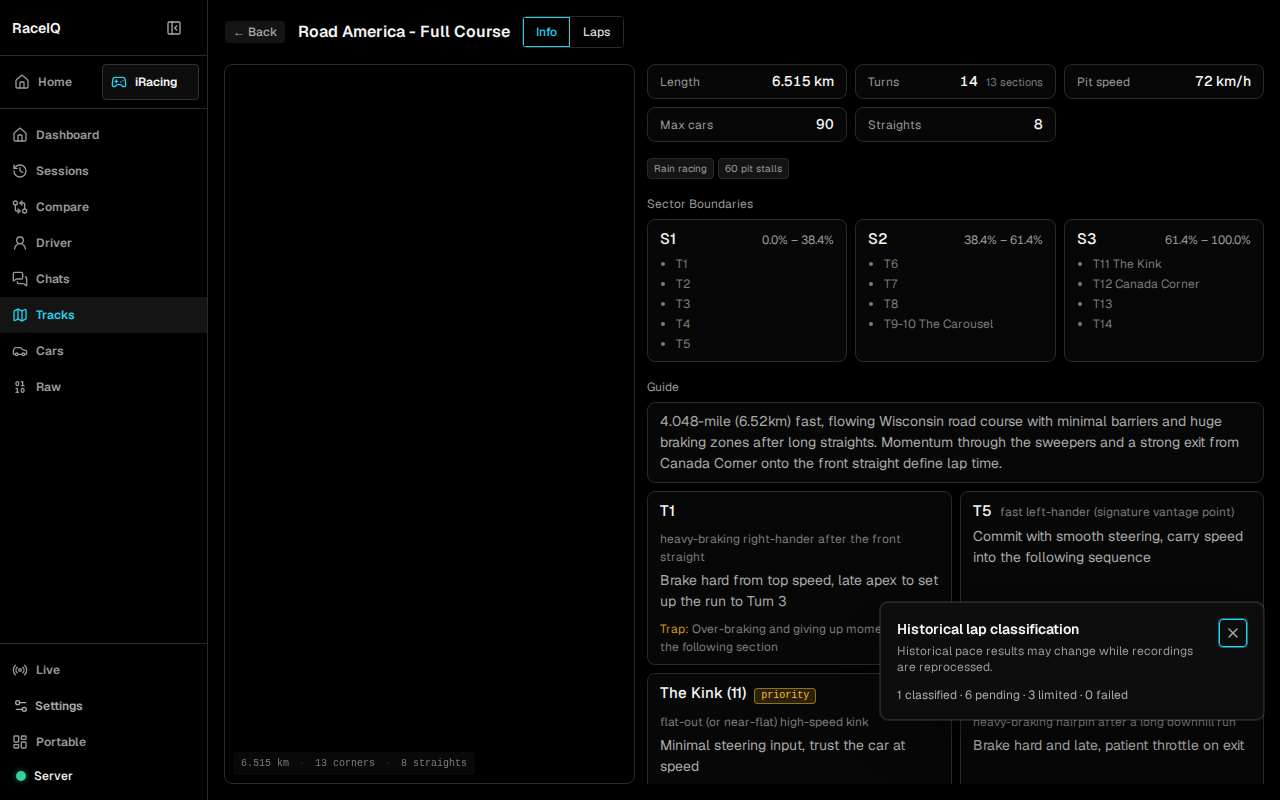 RaceIQ
← Back
Road America - Full Course
Info
Laps
Home
iRacing
Dashboard
Sessions
Compare
Driver
Chats
Tracks
Cars
Raw
Live
Settings
Portable
Server
6.515 km · 13 corners · 8 straights
Length 6.515 km
Turns 14 13 sections
Pit speed 72 km/h
Max cars 90
Straights 8
Rain racing
60 pit stalls
Sector Boundaries
S1 0.0% – 38.4%
• T1
• T2
• T3
• T4
• T5
S2 38.4% – 61.4%
• T6
• T7
• T8
• T9-10 The Carousel
S3 61.4% – 100.0%
• T11 The Kink
• T12 Canada Corner
• T13
• T14
Guide
4.048-mile (6.52km) fast, flowing Wisconsin road course with minimal barriers and huge
braking zones after long straights. Momentum through the sweepers and a strong exit from
Canada Corner onto the front straight define lap time.
T1
heavy-braking right-hander after the front
straight
Brake hard from top speed, late apex to set
up the run to Turn 3
Trap: Over-braking and giving up
the following section
T5 fast left-hander (signature vantage point)
Commit with smooth steering, carry speed
into the following sequence
The Kink (11) priority
flat-out (or near-flat) high-speed kink
Minimal steering input, trust the car at
speed
heavy-braking hairpin after a long downhill run
Brake hard and late, patient throttle on exit
Historical lap classification
Historical pace results may change while recordings
are reprocessed.
1 classified · 6 pending · 3 limited · 0 failed